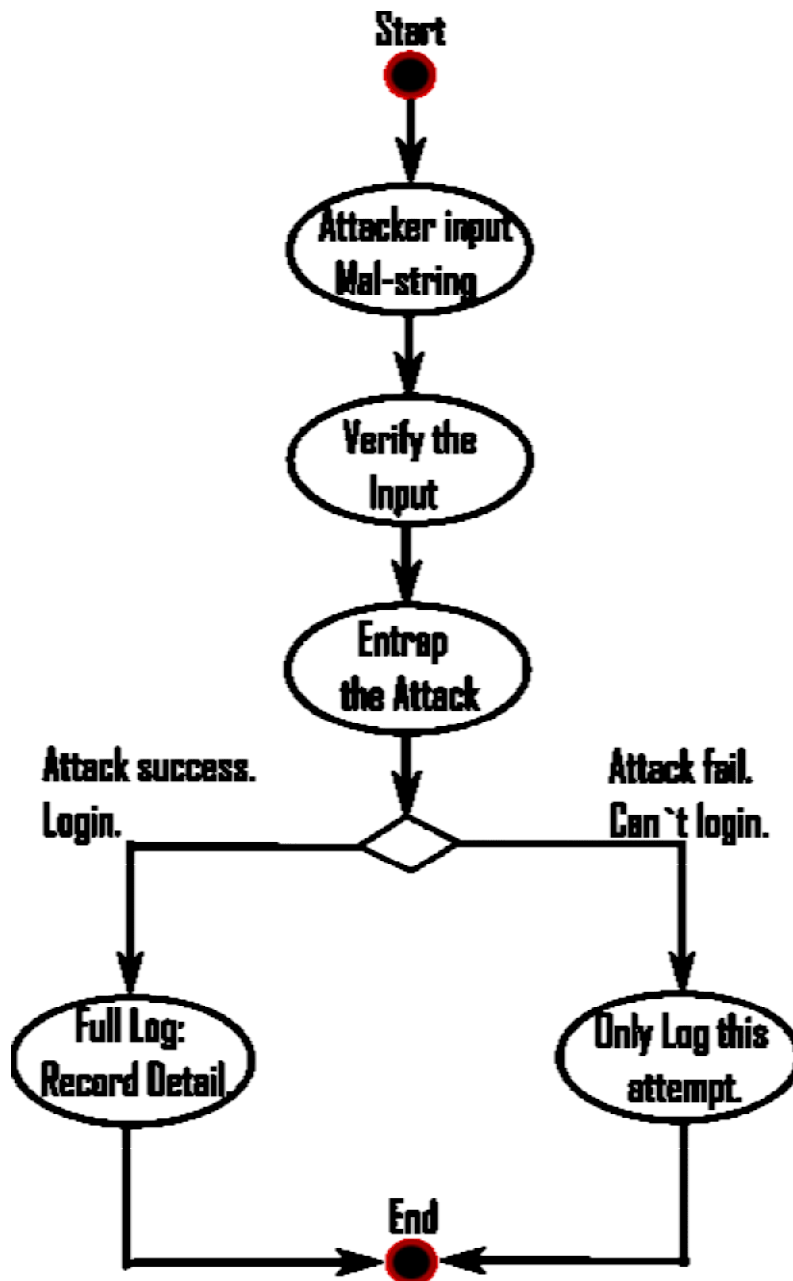 Start
Attacker input
Mal-string
Verify the
Input
Entrap
the Attack
Attack success.
Login.
Attack fail.
Can`t login.
Full Log:
Record Detail.
Only Log this
attempt.
End